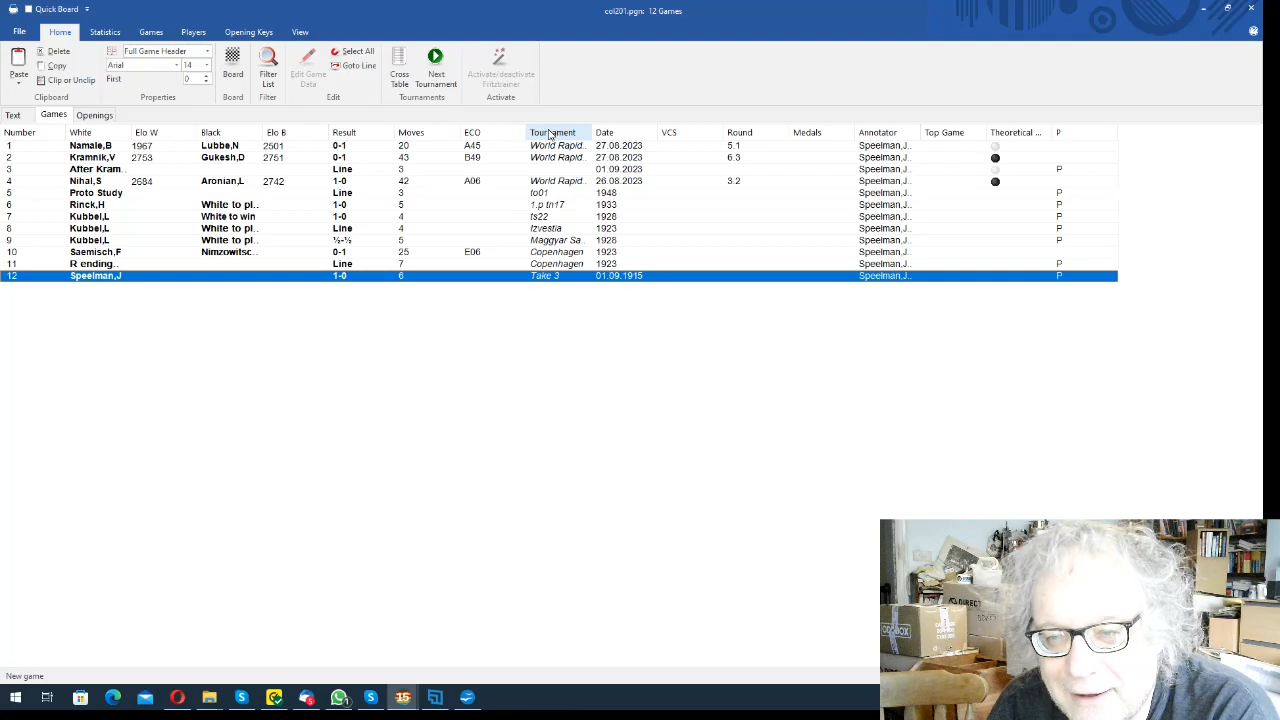 Quick Board
col201.pgn: 12 Games
File Home Statistics Games Players Opening Keys View
Paste
Delete
Copy
Clip or Unclip
Clipboard
Full Game Header
Arial 14
First 0
Properties
Board
Board
Filter List
Filter
Edit Game Data
Select All
Goto Line
Edit
Cross Table
Next Tournament
Tournaments
Activate/deactivate Fritztrainer
Activate
Text Games Openings
Number White Elo W Black Elo B Result Moves ECO Tournament Date VCS Round Medals Annotator Top Game Theoretical ... P
1 Namale,B 1967 Lubbe,N 2501 0-1 20 A45 World Rapid.. 27.08.2023 5.1 Speelman,J..
2 Kramnik,V 2753 Gukesh,D 2751 0-1 43 B49 World Rapid.. 27.08.2023 6.3 Speelman,J..
3 After Kram.. Line 3 01.09.2023 Speelman,J.. P
4 Nihal,S 2684 Aronian,L 2742 1-0 42 A06 World Rapid.. 26.08.2023 3.2 Speelman,J..
5 Proto Study Line 3 to01 1948 Speelman,J.. P
6 Rinck,H White to pl.. 1-0 5 1.p tn17 1933 Speelman,J.. P
7 Kubbel,L White to win 1-0 4 ts22 1928 Speelman,J.. P
8 Kubbel,L White to pl.. Line 4 Izvestia 1923 Speelman,J.. P
9 Kubbel,L White to pl.. ½-½ 5 Maggyar Sa.. 1928 Speelman,J.. P
10 Saemisch,F Nimzowitsc.. 0-1 25 E06 Copenhagen 1923 Speelman,J..
11 R ending.. Line 7 Copenhagen 1923 Speelman,J.. P
12 Speelman,J 1-0 6 Take 3 01.09.1915 Speelman,J.. P
DIRECT
ODDBOX
New game